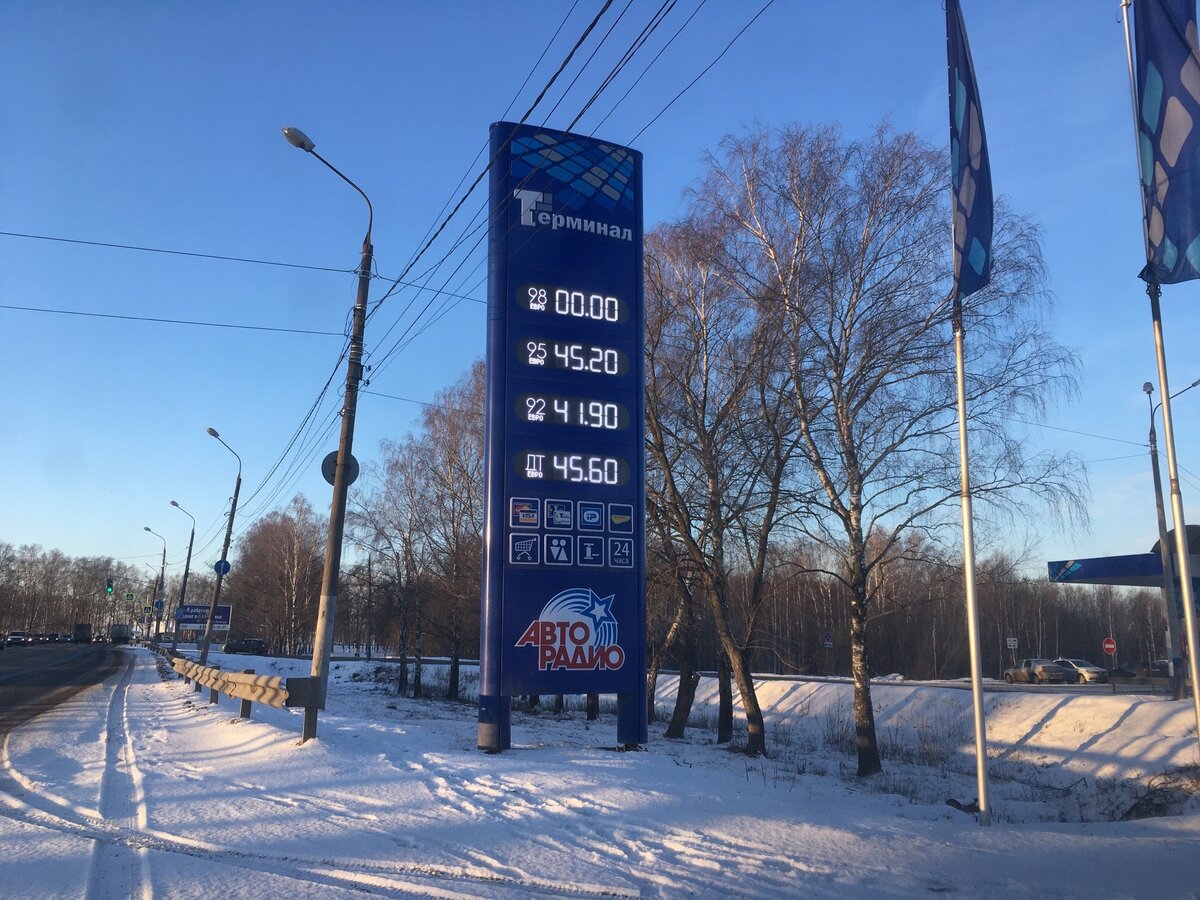 Терминал
98 ЕВРО 00.00
95 ЕВРО 45.20
92 ЕВРО 41.90
ДТ ЕВРО 45.60
24 часа
АВТО
РАДИО